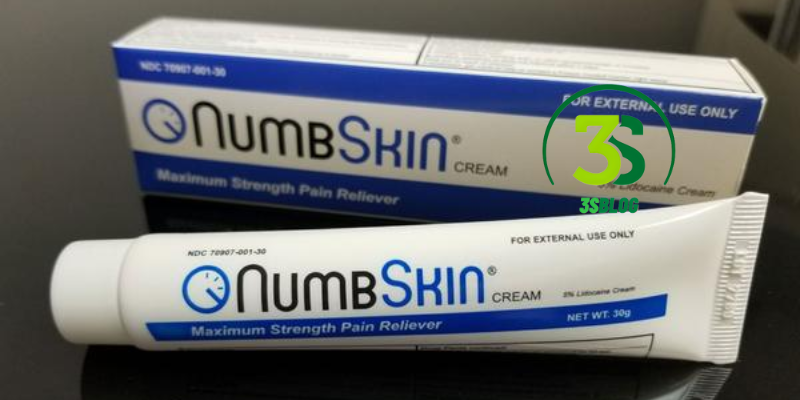 NDC 70907-001-30
FOR EXTERNAL USE ONLY
NUMBSKIN® CREAM
Lidocaine Cream
Maximum Strength Pain Reliever
3S
3SBLOG
NDC 70907-001-30
FOR EXTERNAL USE ONLY
NUMBSKIN® CREAM
5% Lidocaine Cream
Maximum Strength Pain Reliever
NET WT. 30g